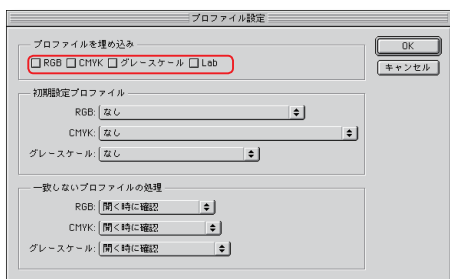 プロファイル設定
プロファイルを埋め込み
RGB CMYK グレースケール Lab
OK
キャンセル
初期設定プロファイル
RGB: なし
CMYK: なし
グレースケール: なし
一致しないプロファイルの処理
RGB: 開く時に確認
CMYK: 開く時に確認
グレースケール: 開く時に確認